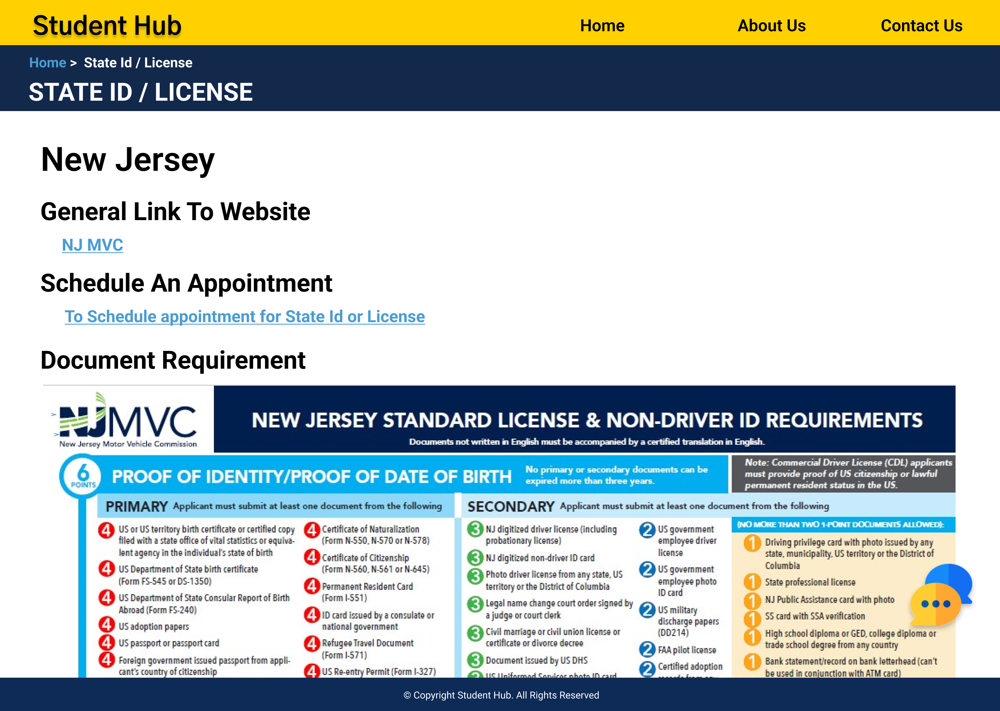 Student Hub
Home
About Us
Contact Us
Home > State Id / License
STATE ID / LICENSE
New Jersey
General Link To Website
NJ MVC
Schedule An Appointment
To Schedule appointment for State Id or License
Document Requirement
NJMVC
New Jersey Motor Vehicle Commission
NEW JERSEY STANDARD LICENSE & NON-DRIVER ID REQUIREMENTS
Documents not written in English must be accompanied by a certified translation in English.
6
POINTS
PROOF OF IDENTITY/PROOF OF DATE OF BIRTH
No primary or secondary documents can be
expired more than three years.
Note: Commercial Driver License (CDL) applicants
must provide proof of US citizenship or lawful
permanent resident status in the US.
PRIMARY Applicant must submit at least one document from the following
4 US or US territory birth certificate or certified copy
filed with a state office of vital statistics or equiva-
lent agency in the individual's state of birth
4 US Department of State birth certificate
(Form FS-545 or DS-1350)
4 US Department of State Consular Report of Birth
Abroad (Form FS-240)
4 US adoption papers
4 US passport or passport card
4 Foreign government issued passport from appli-
cant's country of citizenship
4 Certificate of Naturalization
(Form N-550, N-570 or N-578)
4 Certificate of Citizenship
(Form N-560, N-561 or N-645)
4 Permanent Resident Card
(Form I-551)
4 ID card issued by a consulate or
national government
4 Refugee Travel Document
(Form I-571)
4 US Re-entry Permit (Form I-327)
SECONDARY Applicant must submit at least one document from the following
3 NJ digitized driver license (including
probationary license)
3 NJ digitized non-driver ID card
3 Photo driver license from any state, US
territory or the District of Columbia
3 Legal name change court order signed by
a judge or court clerk
3 Civil marriage or civil union license or
certificate or divorce decree
3 Document issued by US DHS
3 US Uniformed Services photo ID card
2 US government
employee driver
license
2 US government
employee photo
ID card
2 US military
discharge papers
(DD214)
2 FAA pilot license
2 Certified adoption
records from any
(NO MORE THAN TWO 1-POINT DOCUMENTS ALLOWED):
1 Driving privilege card with photo issued by any
state, municipality, US territory or the District of
Columbia
1 State professional license
1 NJ Public Assistance card with photo
1 SS card with SSA verification
1 High school diploma or GED, college diploma or
trade school degree from any country
1 Bank statement/record on bank letterhead (can't
be used in conjunction with ATM card)
© Copyright Student Hub. All Rights Reserved